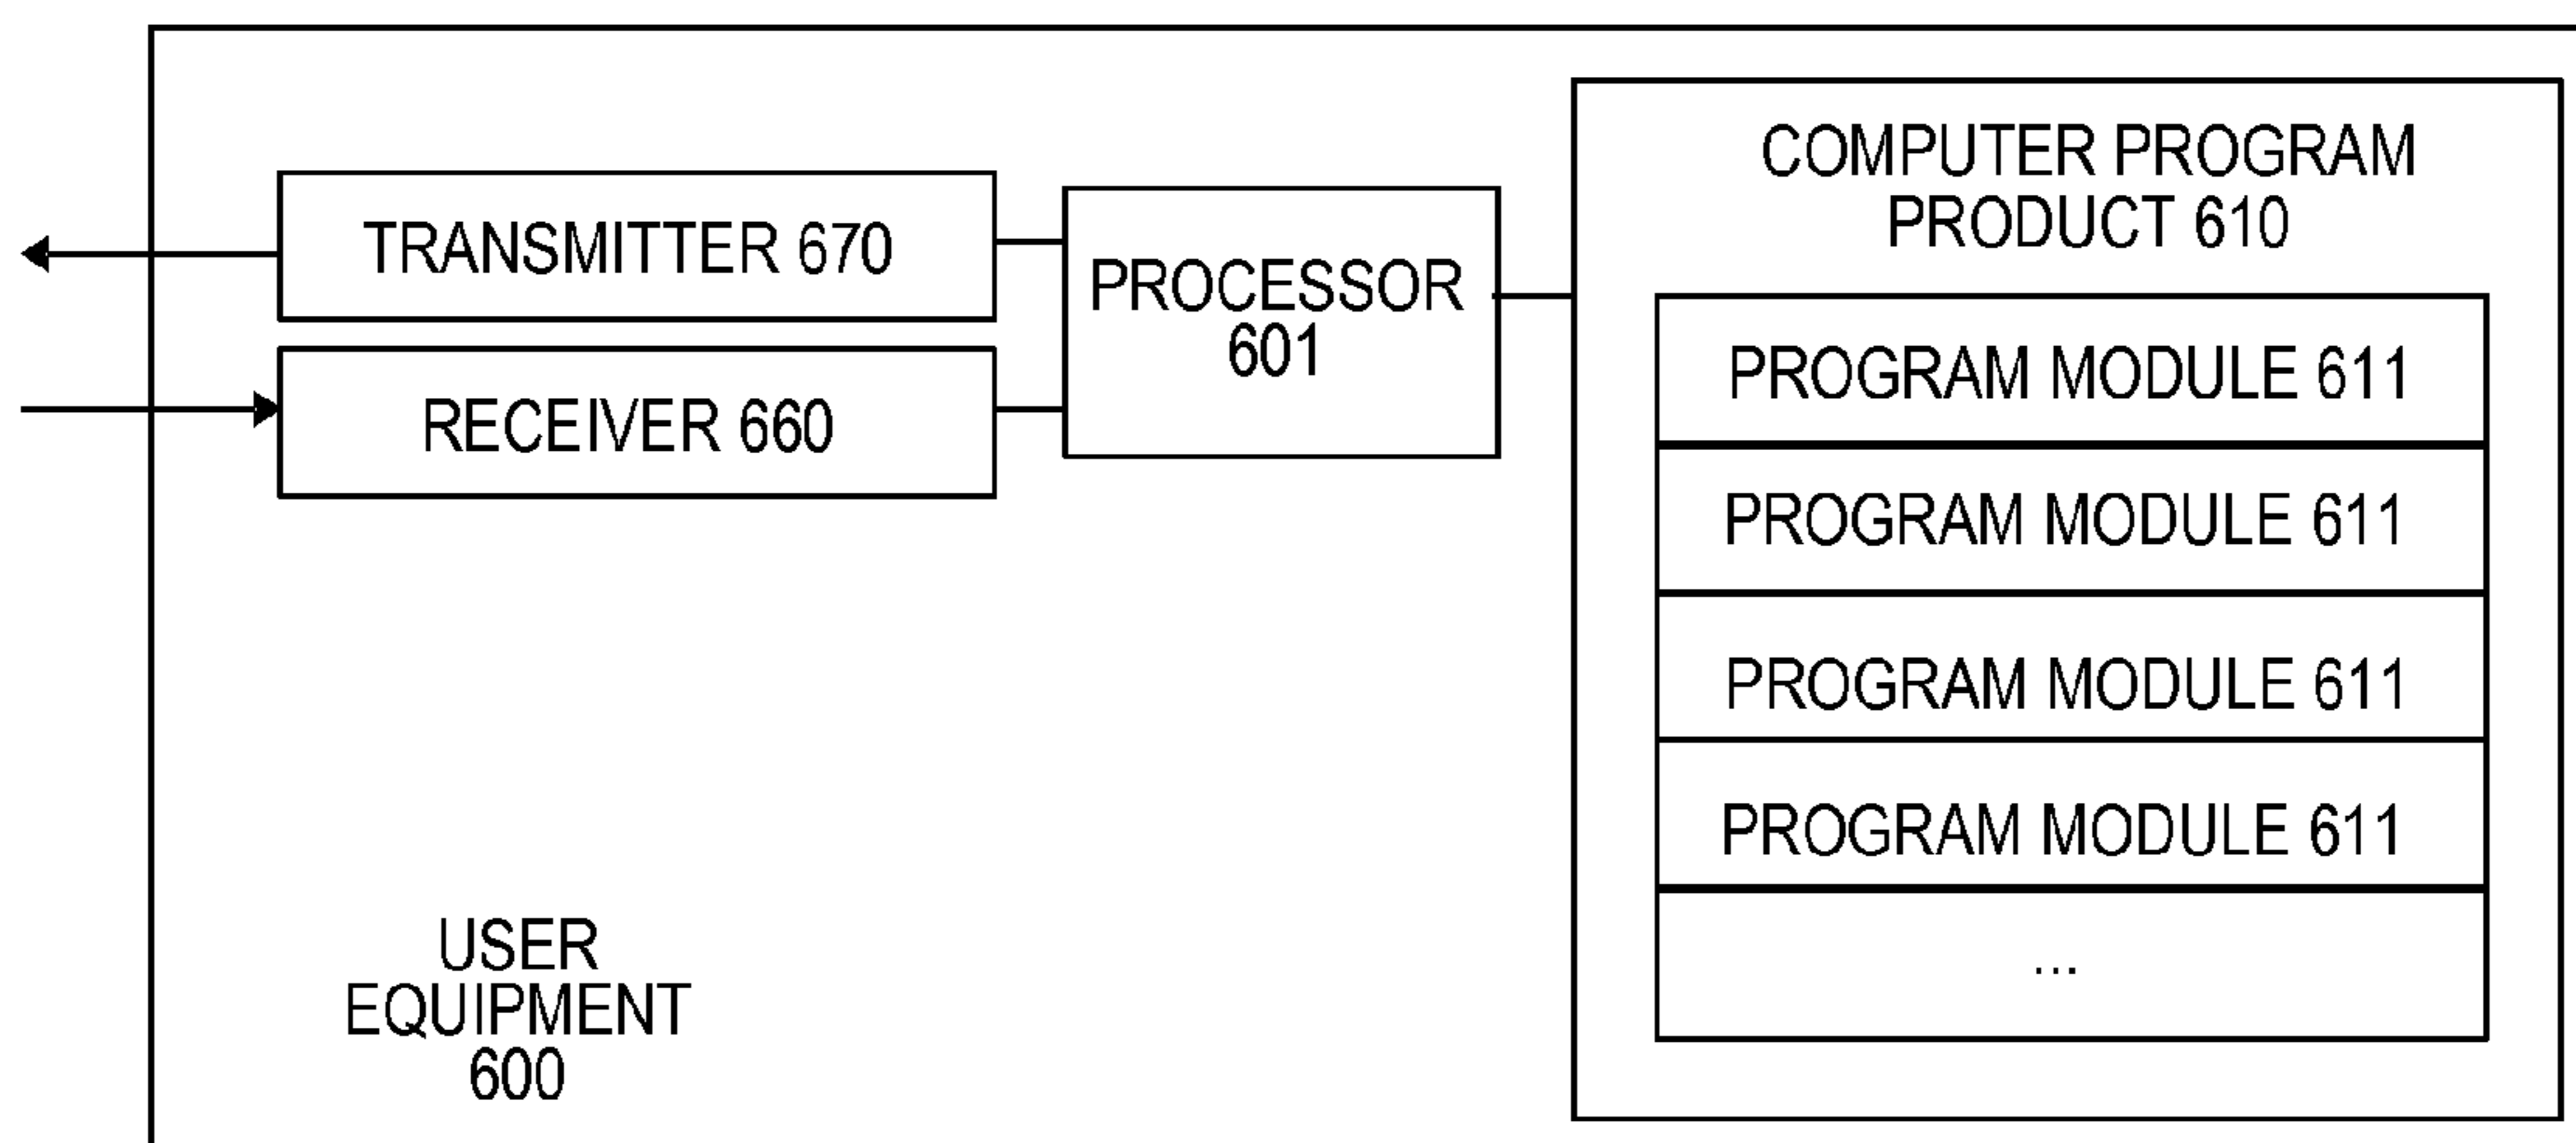 TRANSMITTER 670
RECEIVER 660
PROCESSOR
601
COMPUTER PROGRAM
PRODUCT 610
PROGRAM MODULE 611
PROGRAM MODULE 611
PROGRAM MODULE 611
PROGRAM MODULE 611
...
USER
EQUIPMENT
600